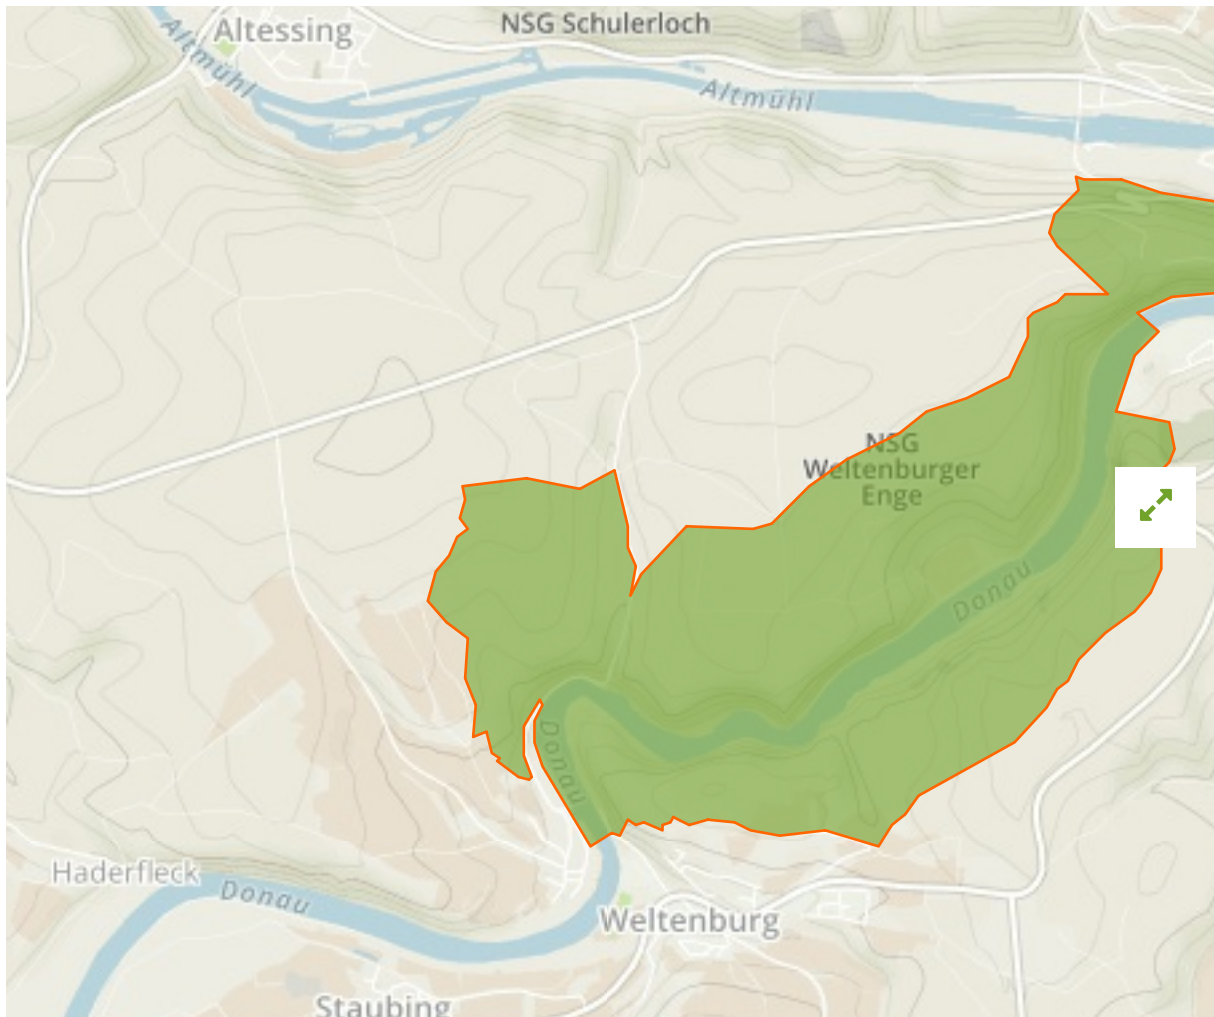 NSG Schulerloch
Altessing
Altmühl
Altmühl
NSG
Weltenburger
Enge
Donau
Donau
Haderfleck
Donau
Weltenburg
Staubing